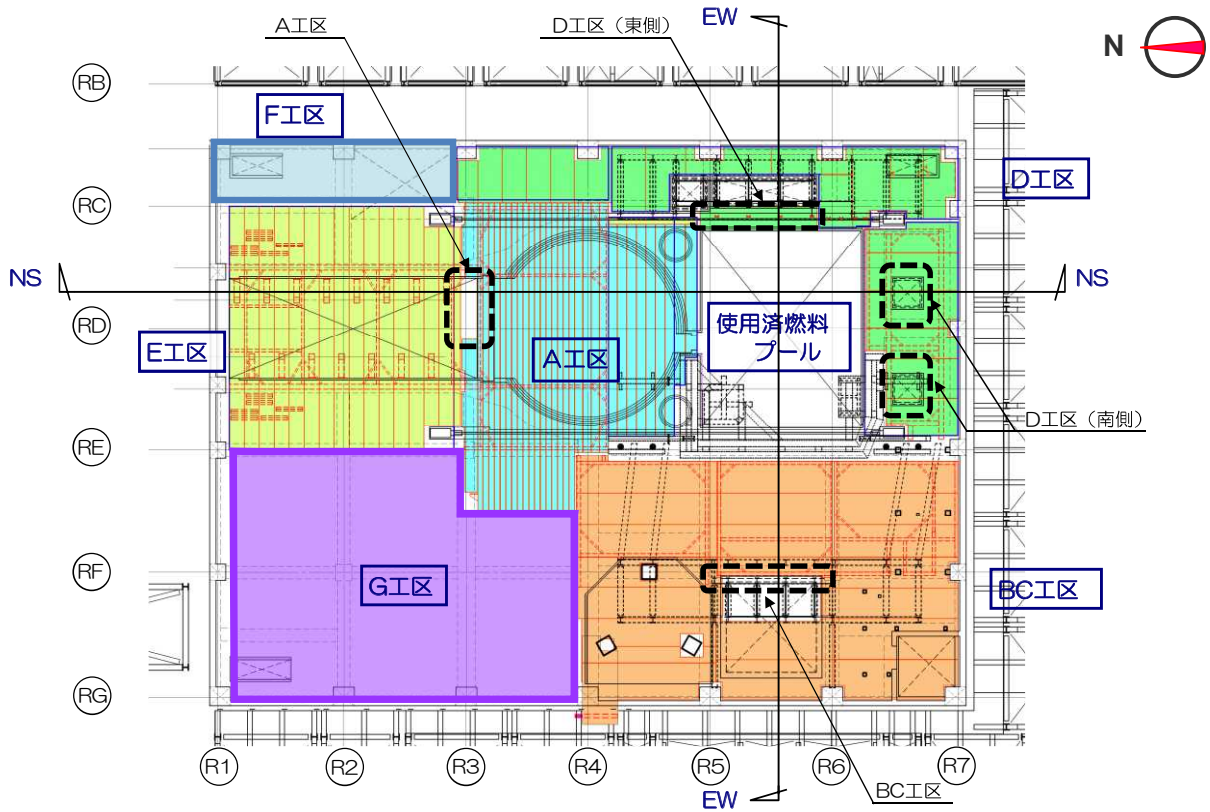 EW
A工区
D工区（東側）
N
RB
F工区
D工区
RC
NS
NS
RD
使用済燃料
プール
E工区
A工区
D工区（南側）
RE
RF
G工区
BC工区
RG
R1
R2
R3
R4
R5
R6
R7
EW
BC工区